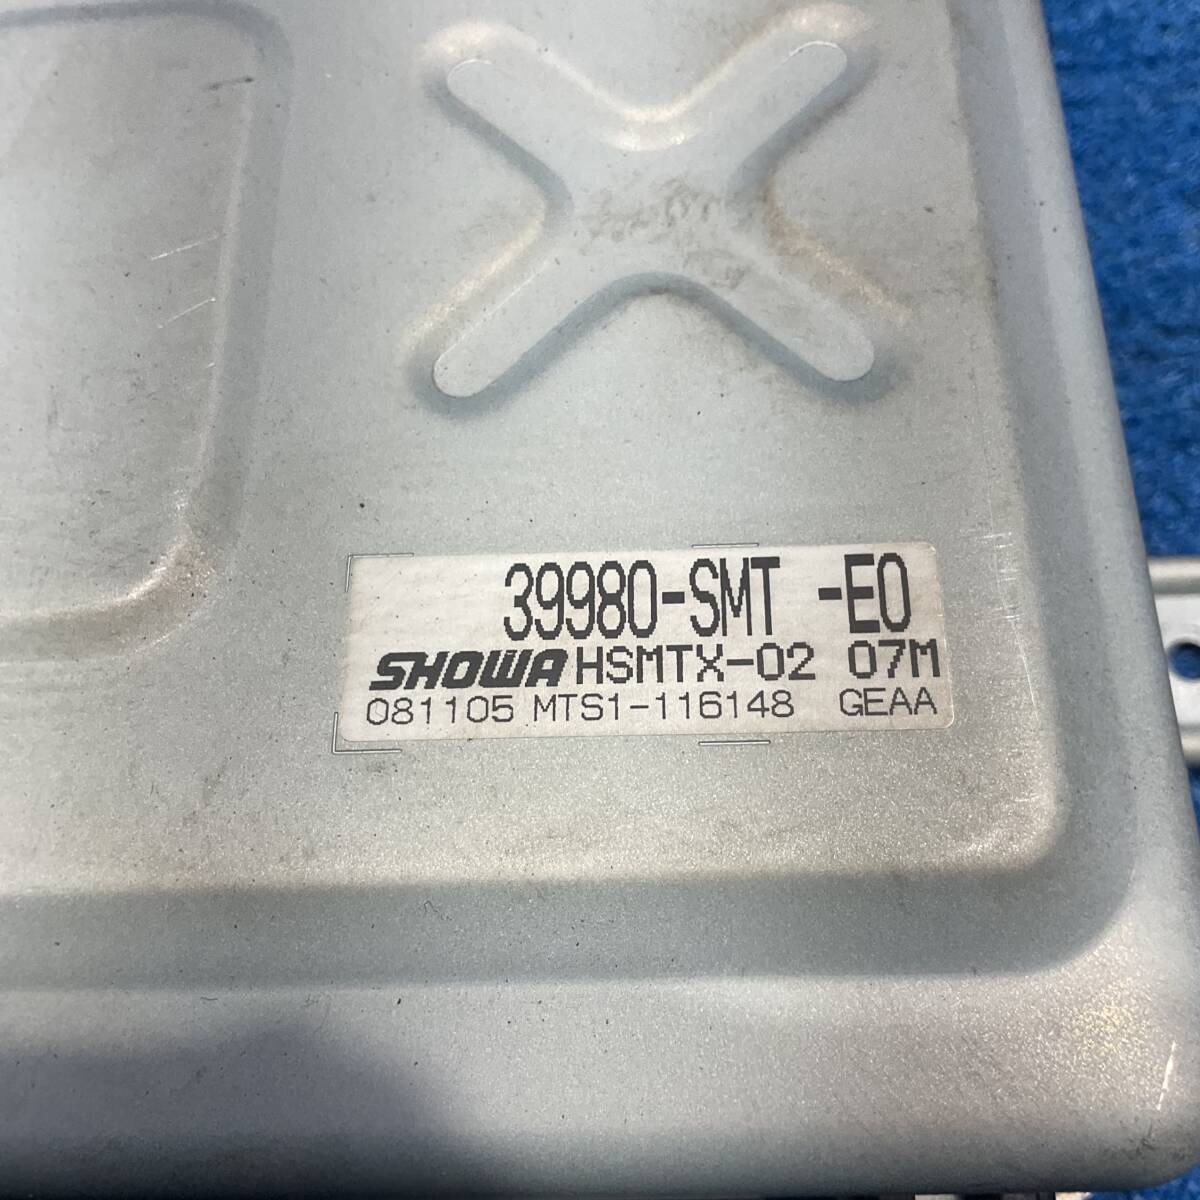 39980-SMT -E0
SHOWA HSMTX-02 07M
081105 MTS1-116148 GEAA